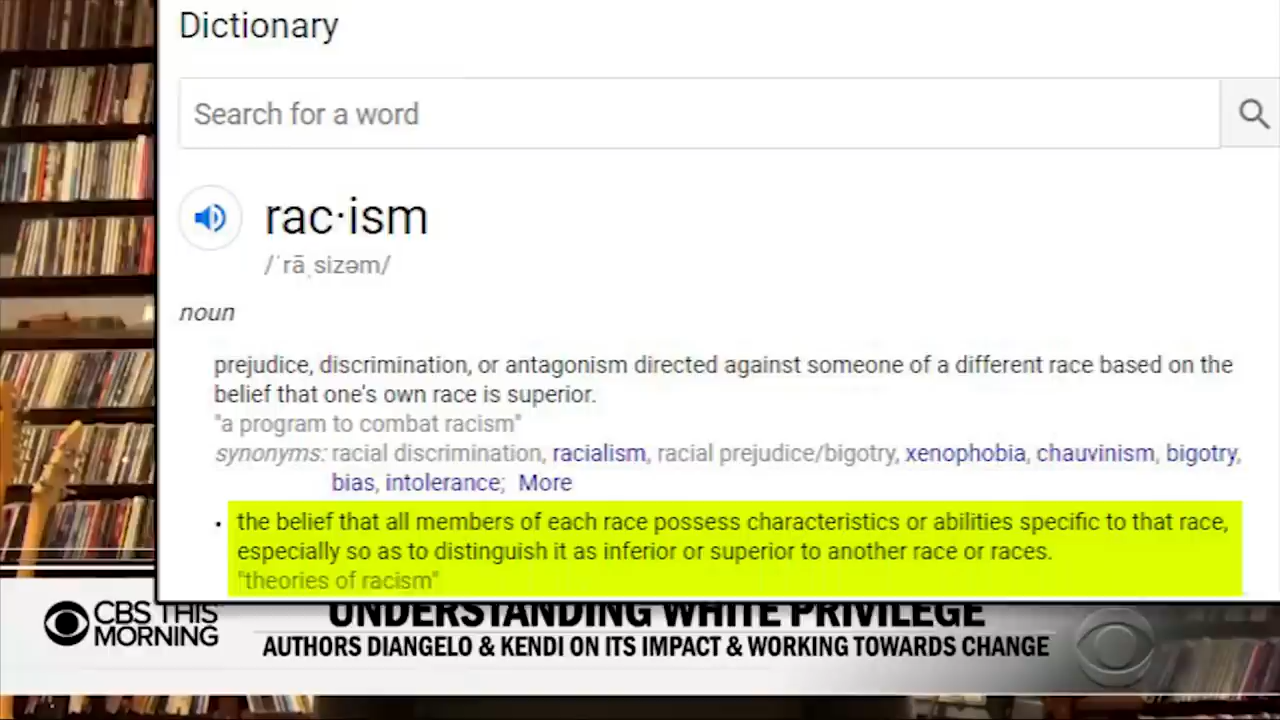 Dictionary
Search for a word
rac·ism
/ˈrāˌsizəm/
noun
prejudice, discrimination, or antagonism directed against someone of a different race based on the
belief that one's own race is superior.
"a program to combat racism"
synonyms: racial discrimination, racialism, racial prejudice/bigotry, xenophobia, chauvinism, bigotry,
bias, intolerance; More
• the belief that all members of each race possess characteristics or abilities specific to that race,
especially so as to distinguish it as inferior or superior to another race or races.
"theories of racism"
CBS THIS
MORNING
UNDERSTANDING WHITE PRIVILEGE
AUTHORS DIANGELO & KENDI ON ITS IMPACT & WORKING TOWARDS CHANGE